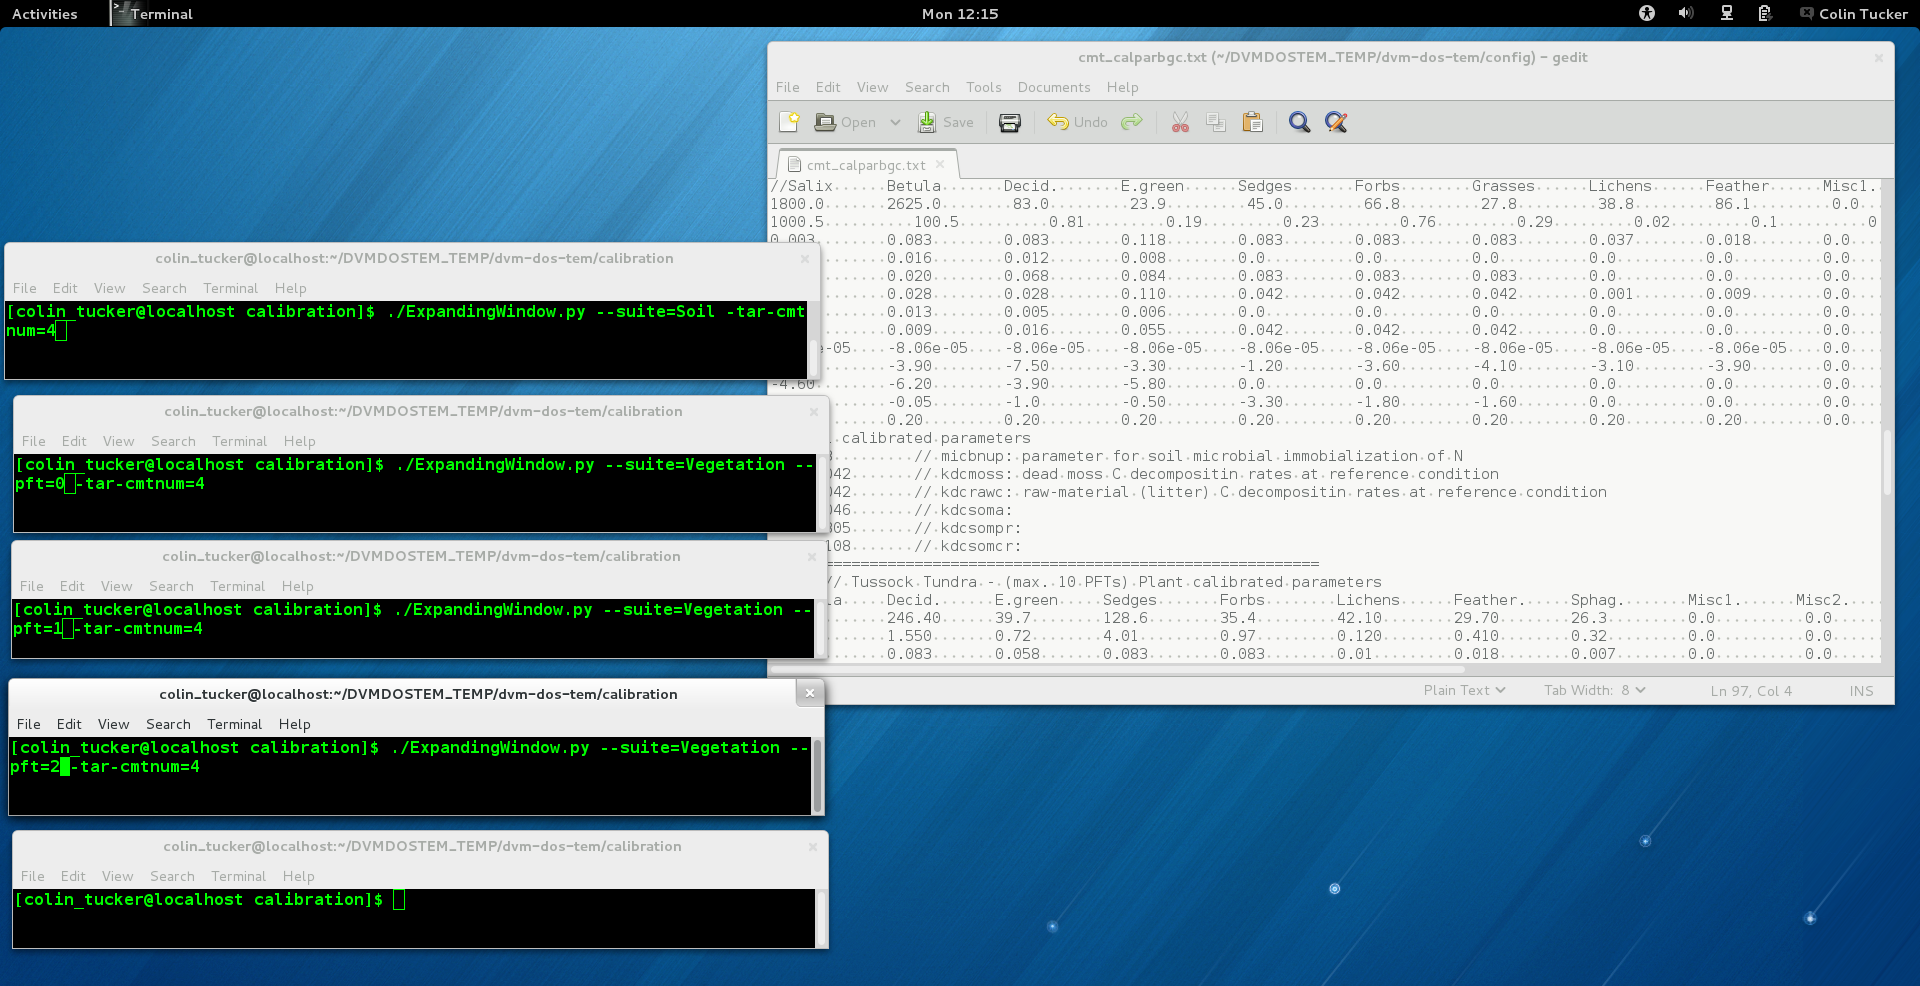 Activities
Terminal
Mon 12:15
Colin Tucker
cmt_calparbgc.txt (~/DVMDOSTEM_TEMP/dvm-dos-tem/config) - gedit
File Edit View Search Tools Documents Help
Open Save Undo
cmt_calparbgc.txt
//Salix Betula Decid. E.green Sedges Forbs Grasses Lichens Feather Misc1.
1800.0 2625.0 83.0 23.9 45.0 66.8 27.8 38.8 86.1 0.0
1000.5 100.5 0.81 0.19 0.23 0.76 0.29 0.02 0.1 0
0.003 0.083 0.083 0.118 0.083 0.083 0.083 0.037 0.018 0.0
0.016 0.012 0.008 0.0 0.0 0.0 0.0 0.0 0.0
0.020 0.068 0.084 0.083 0.083 0.083 0.0 0.0 0.0
0.028 0.028 0.110 0.042 0.042 0.042 0.001 0.009 0.0
0.013 0.005 0.006 0.0 0.0 0.0 0.0 0.0 0.0
0.009 0.016 0.055 0.042 0.042 0.042 0.0 0.0 0.0
e-05 -8.06e-05 -8.06e-05 -8.06e-05 -8.06e-05 -8.06e-05 -8.06e-05 -8.06e-05 -8.06e-05 0.0
-3.90 -7.50 -3.30 -1.20 -3.60 -4.10 -3.10 -3.90 0.0
-4.60 -6.20 -3.90 -5.80 0.0 0.0 0.0 0.0 0.0 0.0
-0.05 -1.0 -0.50 -3.30 -1.80 -1.60 0.0 0.0 0.0
0.20 0.20 0.20 0.20 0.20 0.20 0.20 0.20 0.0
calibrated parameters
// micbnup: parameter for soil microbial immobialization of N
042 // kdcmoss: dead moss C decompositin rates at reference condition
042 // kdcrawc: raw-material (litter) C decompositin rates at reference condition
046 // kdcsoma:
305 // kdcsompr:
108 // kdcsomcr:
=======================================================
// Tussock Tundra - (max. 10 PFTs) Plant calibrated parameters
la Decid. E.green Sedges Forbs Lichens Feather. Sphag. Misc1. Misc2.
246.40 39.7 128.6 35.4 42.10 29.70 26.3 0.0 0.0
1.550 0.72 4.01 0.97 0.120 0.410 0.32 0.0 0.0
0.083 0.058 0.083 0.083 0.01 0.018 0.007 0.0 0.0
Plain Text Tab Width: 8 Ln 97, Col 4 INS
colin_tucker@localhost:~/DVMDOSTEM_TEMP/dvm-dos-tem/calibration
File Edit View Search Terminal Help
[colin_tucker@localhost calibration]$ ./ExpandingWindow.py --suite=Soil -tar-cmt
num=4
colin_tucker@localhost:~/DVMDOSTEM_TEMP/dvm-dos-tem/calibration
File Edit View Search Terminal Help
[colin_tucker@localhost calibration]$ ./ExpandingWindow.py --suite=Vegetation --
pft=0 -tar-cmtnum=4
colin_tucker@localhost:~/DVMDOSTEM_TEMP/dvm-dos-tem/calibration
File Edit View Search Terminal Help
[colin_tucker@localhost calibration]$ ./ExpandingWindow.py --suite=Vegetation --
pft=1 -tar-cmtnum=4
colin_tucker@localhost:~/DVMDOSTEM_TEMP/dvm-dos-tem/calibration
File Edit View Search Terminal Help
[colin_tucker@localhost calibration]$ ./ExpandingWindow.py --suite=Vegetation --
pft=2 -tar-cmtnum=4
colin_tucker@localhost:~/DVMDOSTEM_TEMP/dvm-dos-tem/calibration
File Edit View Search Terminal Help
[colin_tucker@localhost calibration]$